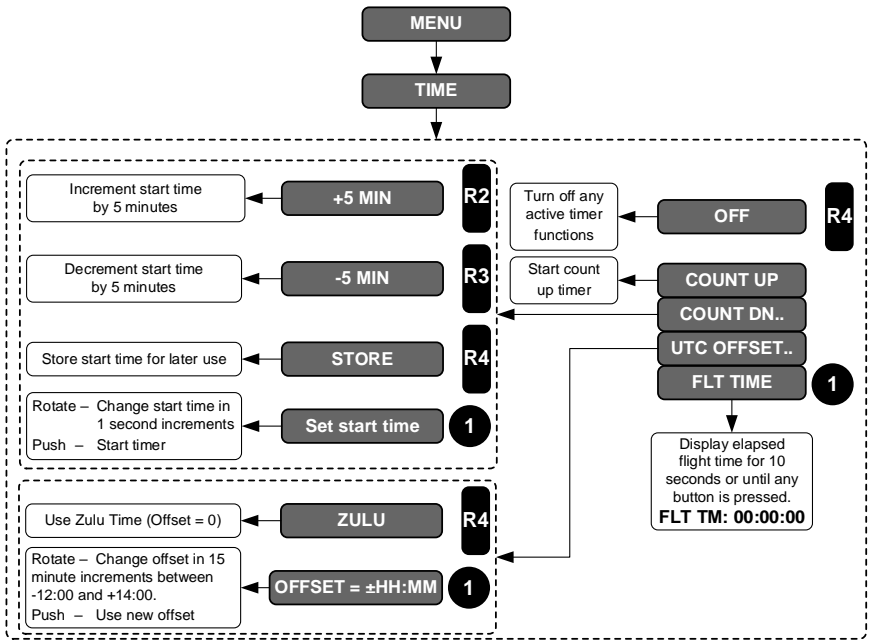 MENU
TIME
Increment start time
by 5 minutes
+5 MIN
R2
Decrement start time
by 5 minutes
-5 MIN
R3
Store start time for later use
STORE
R4
Rotate – Change start time in
1 second increments
Push – Start timer
Set start time
1
Turn off any
active timer
functions
OFF
R4
Start count
up timer
COUNT UP
COUNT DN..
UTC OFFSET..
FLT TIME
1
Display elapsed
flight time for 10
seconds or until any
button is pressed.
FLT TM: 00:00:00
Use Zulu Time (Offset = 0)
ZULU
R4
Rotate – Change offset in 15
minute increments between
-12:00 and +14:00.
Push – Use new offset
OFFSET = ±HH:MM
1